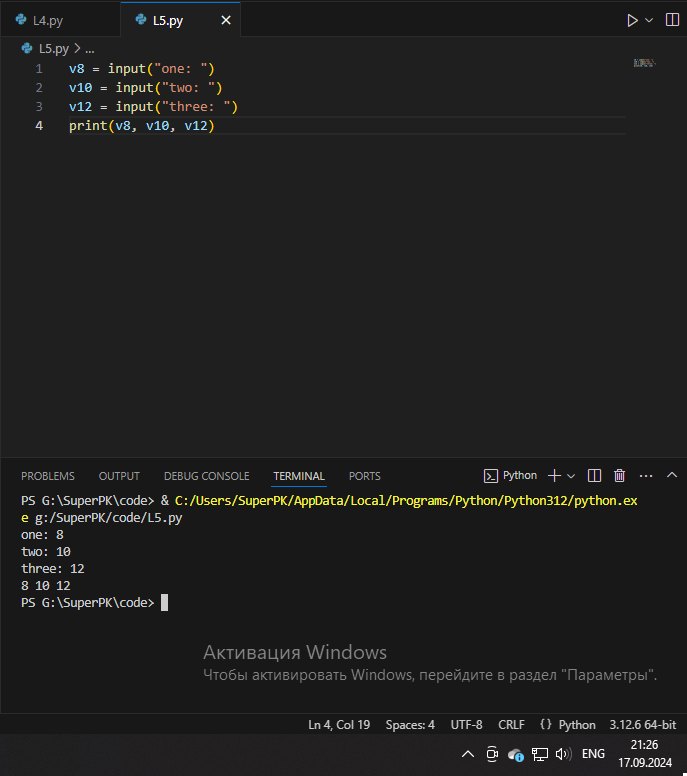 L4.py
L5.py
L5.py > ...
1 v8 = input("one: ")
2 v10 = input("two: ")
3 v12 = input("three: ")
4 print(v8, v10, v12)
PROBLEMS OUTPUT DEBUG CONSOLE TERMINAL PORTS Python
PS G:\SuperPK\code> & C:/Users/SuperPK/AppData/Local/Programs/Python/Python312/python.ex
e g:/SuperPK/code/L5.py
one: 8
two: 10
three: 12
8 10 12
PS G:\SuperPK\code>
Активация Windows
Чтобы активировать Windows, перейдите в раздел "Параметры".
Ln 4, Col 19 Spaces: 4 UTF-8 CRLF {} Python 3.12.6 64-bit
ENG
21:26
17.09.2024